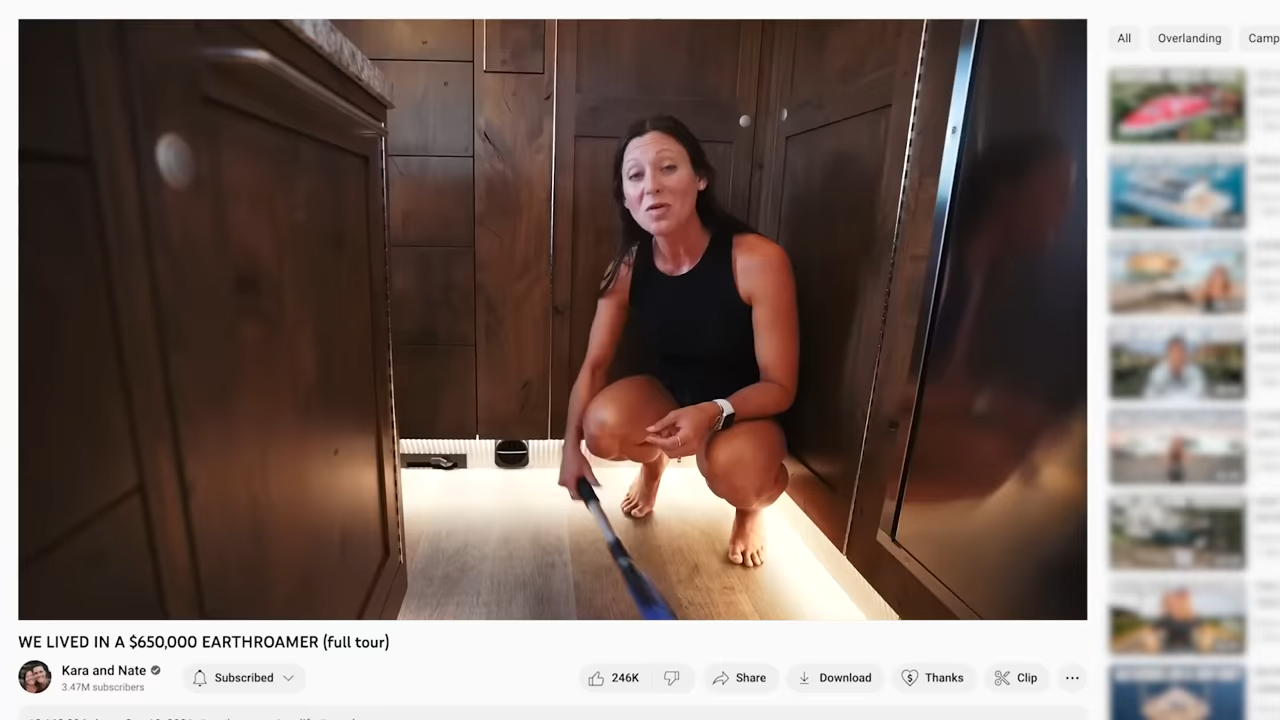 All
Overlanding
Camp
WE LIVED IN A $650,000 EARTHROAMER (full tour)
Kara and Nate
3.47M subscribers
Subscribed
246K
Share
Download
Thanks
Clip